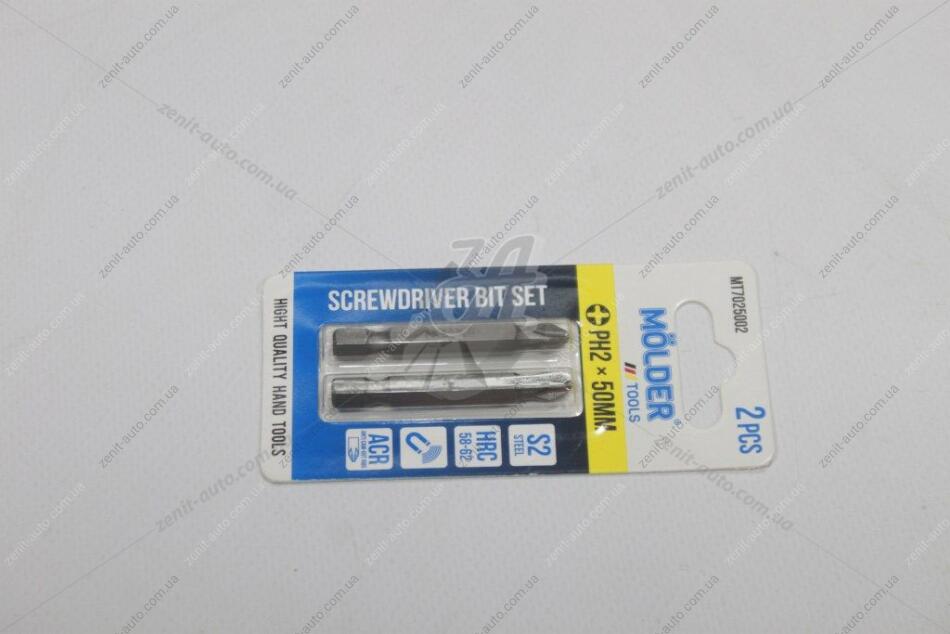 MT7025002
2 PCS
MÖLDER®
TOOLS
PH2 × 50MM
SCREWDRIVER BIT SET
S2
STEEL
HRC
58-62
ACR
HIGHT QUALITY HAND TOOLS
zenit-auto.com.ua